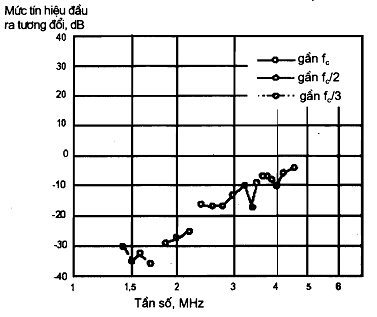 Mức tín hiệu đầu
ra tương đối, dB
40
30
20
10
0
-10
-20
-30
-40
gần fc
gần fc/2
gần fc/3
1
1,5
2
3
4
5
6
Tần số, MHz